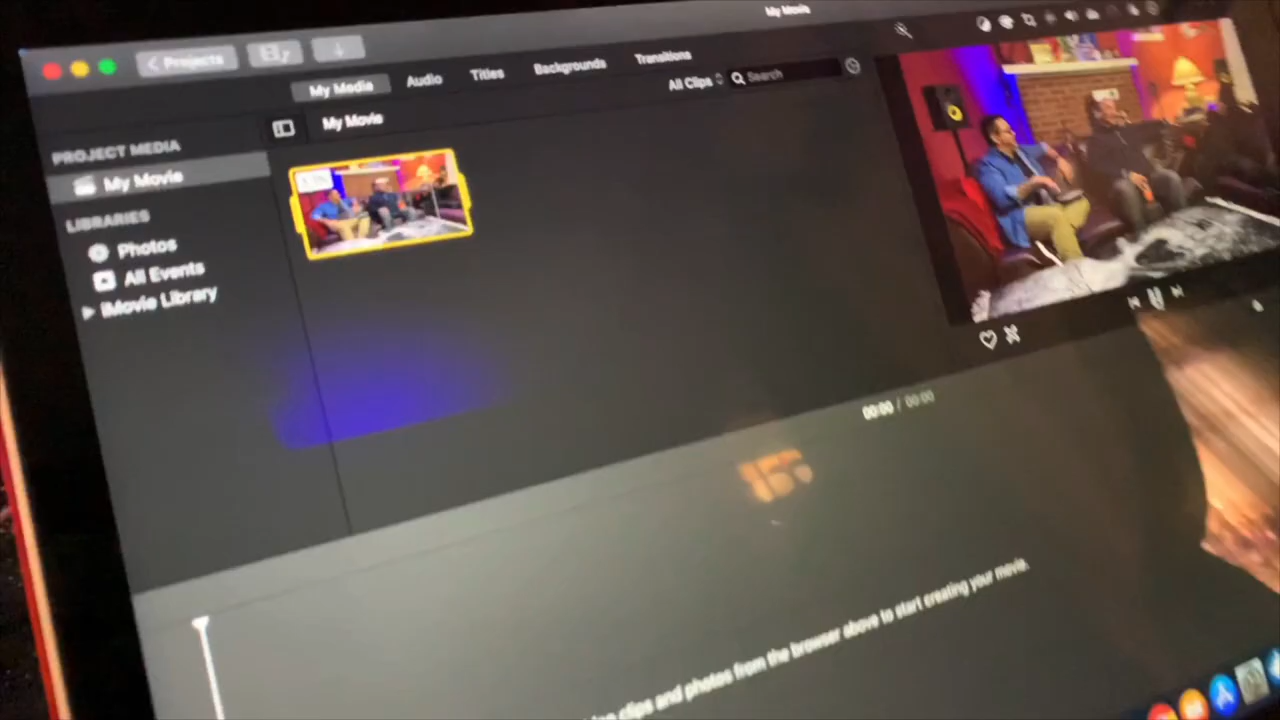 My Movie
Projects
My Media Audio Titles Backgrounds Transitions
My Movie All Clips Search
PROJECT MEDIA
My Movie
LIBRARIES
Photos
All Events
iMovie Library
00:00 / 00:00
clips and photos from the browser above to start creating your movie.